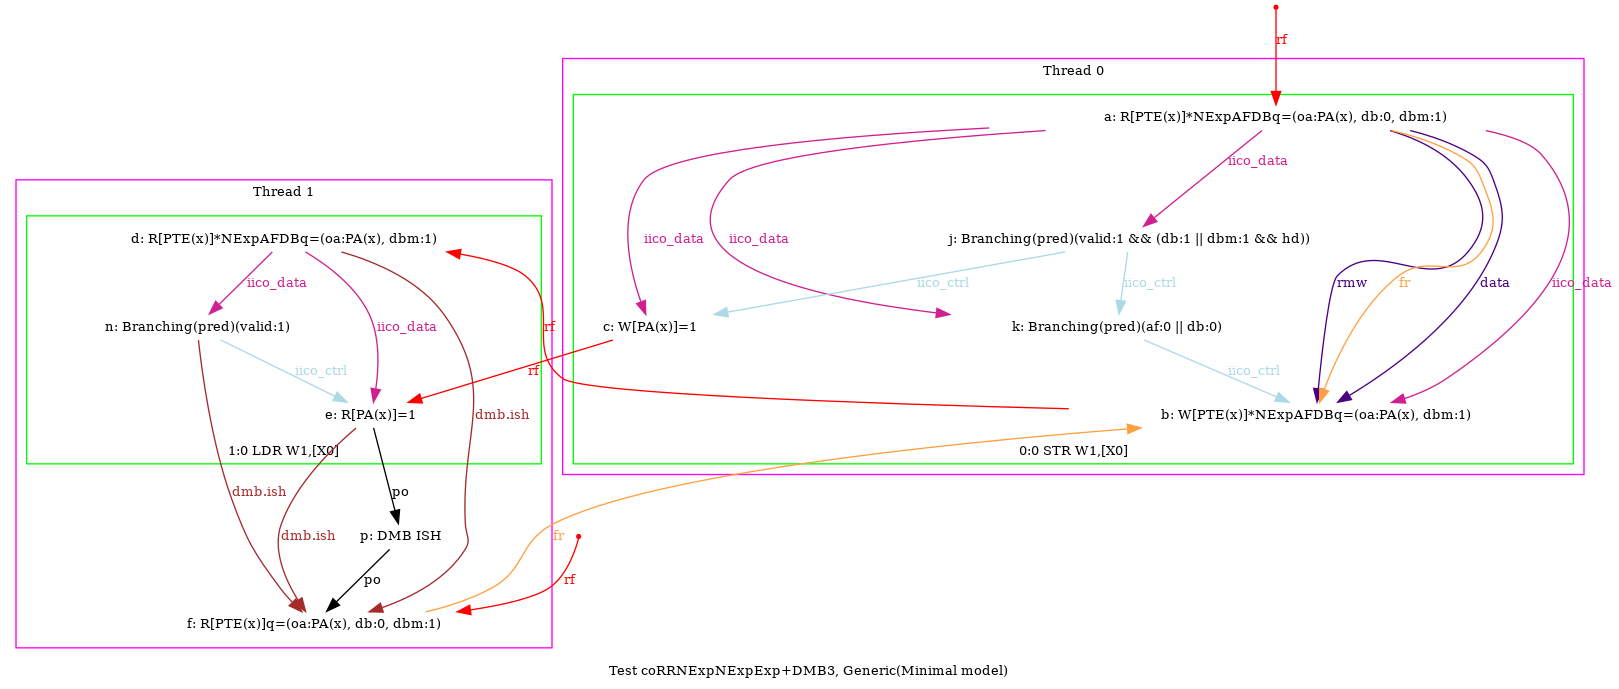 rf
Thread 0
a: R[PTE(x)]*NExpAFDBq=(oa:PA(x), db:0, dbm:1)
iico_data
Thread 1
d: R[PTE(x)]*NExpAFDBq=(oa:PA(x), dbm:1)
iico_data
iico_data
j: Branching(pred)(valid:1 && (db:1 || dbm:1 && hd))
iico_data
iico_ctrl
iico_ctrl
rmw
fr
data
iico_data
n: Branching(pred)(valid:1)
iico_data
rf
c: W[PA(x)]=1
k: Branching(pred)(af:0 || db:0)
iico_ctrl
rf
iico_ctrl
e: R[PA(x)]=1
dmb.ish
b: W[PTE(x)]*NExpAFDBq=(oa:PA(x), dbm:1)
1:0 LDR W1,[X0]
0:0 STR W1,[X0]
dmb.ish
po
dmb.ish
p: DMB ISH
fr
po
rf
f: R[PTE(x)]q=(oa:PA(x), db:0, dbm:1)
Test coRRNExpNExpExp+DMB3, Generic(Minimal model)